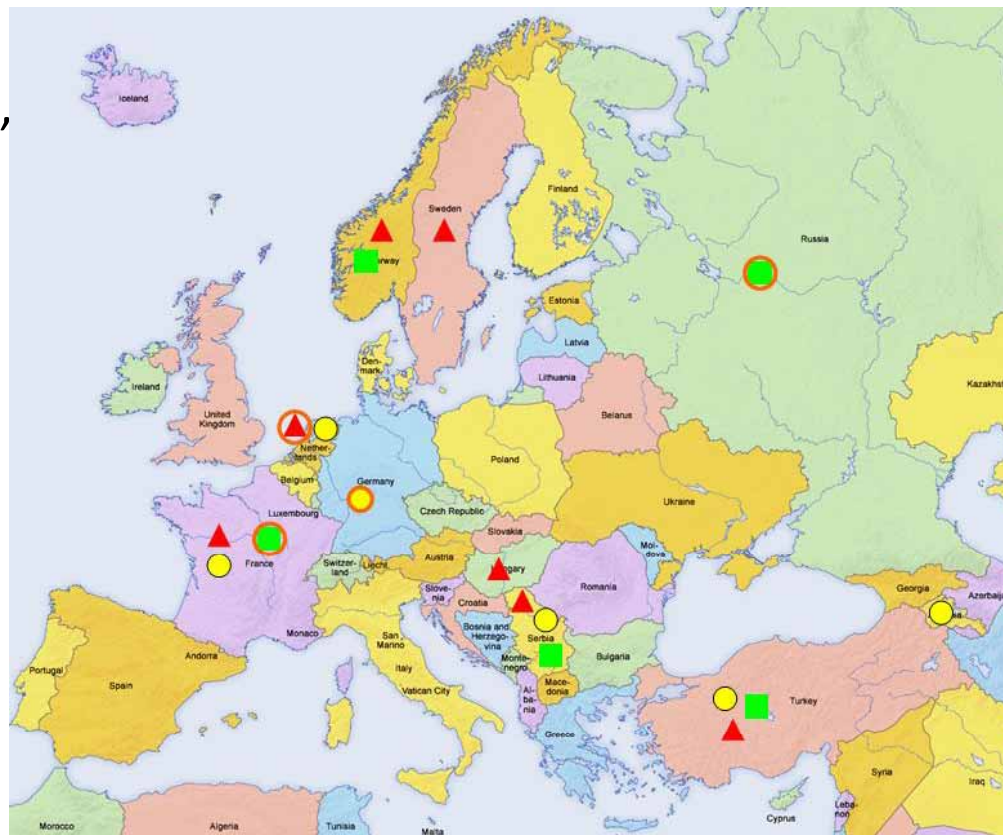 Iceland
,
Finland
Sweden
Russia
Estonia
Latvia
Den-
mark
Lithuania
Ireland
United
Kingdom
Belarus
Kazakhst
Nether-
lands
Poland
Belgium
Germany
Ukraine
Luxembourg
Czech Republic
Slovakia
Mol-
dova
Austria
Switzer-
land
Liecht.
France
Romania
Slove-
nia
Croatia
Georgia
Azerbaij
Monaco
San
Marino
Bosnia and
Herzego-
vina
Serbia
Andorra
Portugal
Italy
Monte-
negro
Bulgaria
Spain
Vatican City
Mace-
donia
Al-
ba-
nia
Turkey
Greece
Syria
Iraq
Leba-
non
Cyprus
Morocco
Algeria
Tunisia
Malta